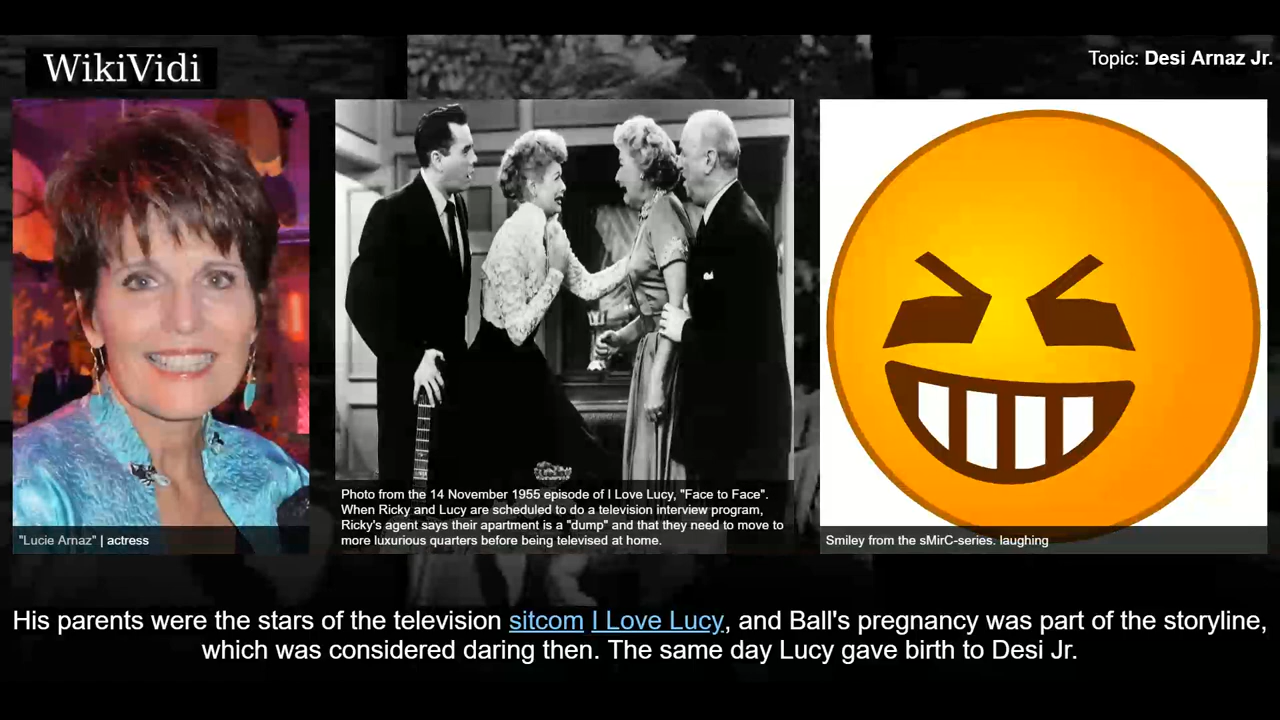 WikiVidi
Topic: Desi Arnaz Jr.
"Lucie Arnaz" | actress
Photo from the 14 November 1955 episode of I Love Lucy, "Face to Face".
When Ricky and Lucy are scheduled to do a television interview program,
Ricky's agent says their apartment is a "dump" and that they need to move to
more luxurious quarters before being televised at home.
Smiley from the sMirC-series. laughing
His parents were the stars of the television sitcom I Love Lucy, and Ball's pregnancy was part of the storyline,
which was considered daring then. The same day Lucy gave birth to Desi Jr.